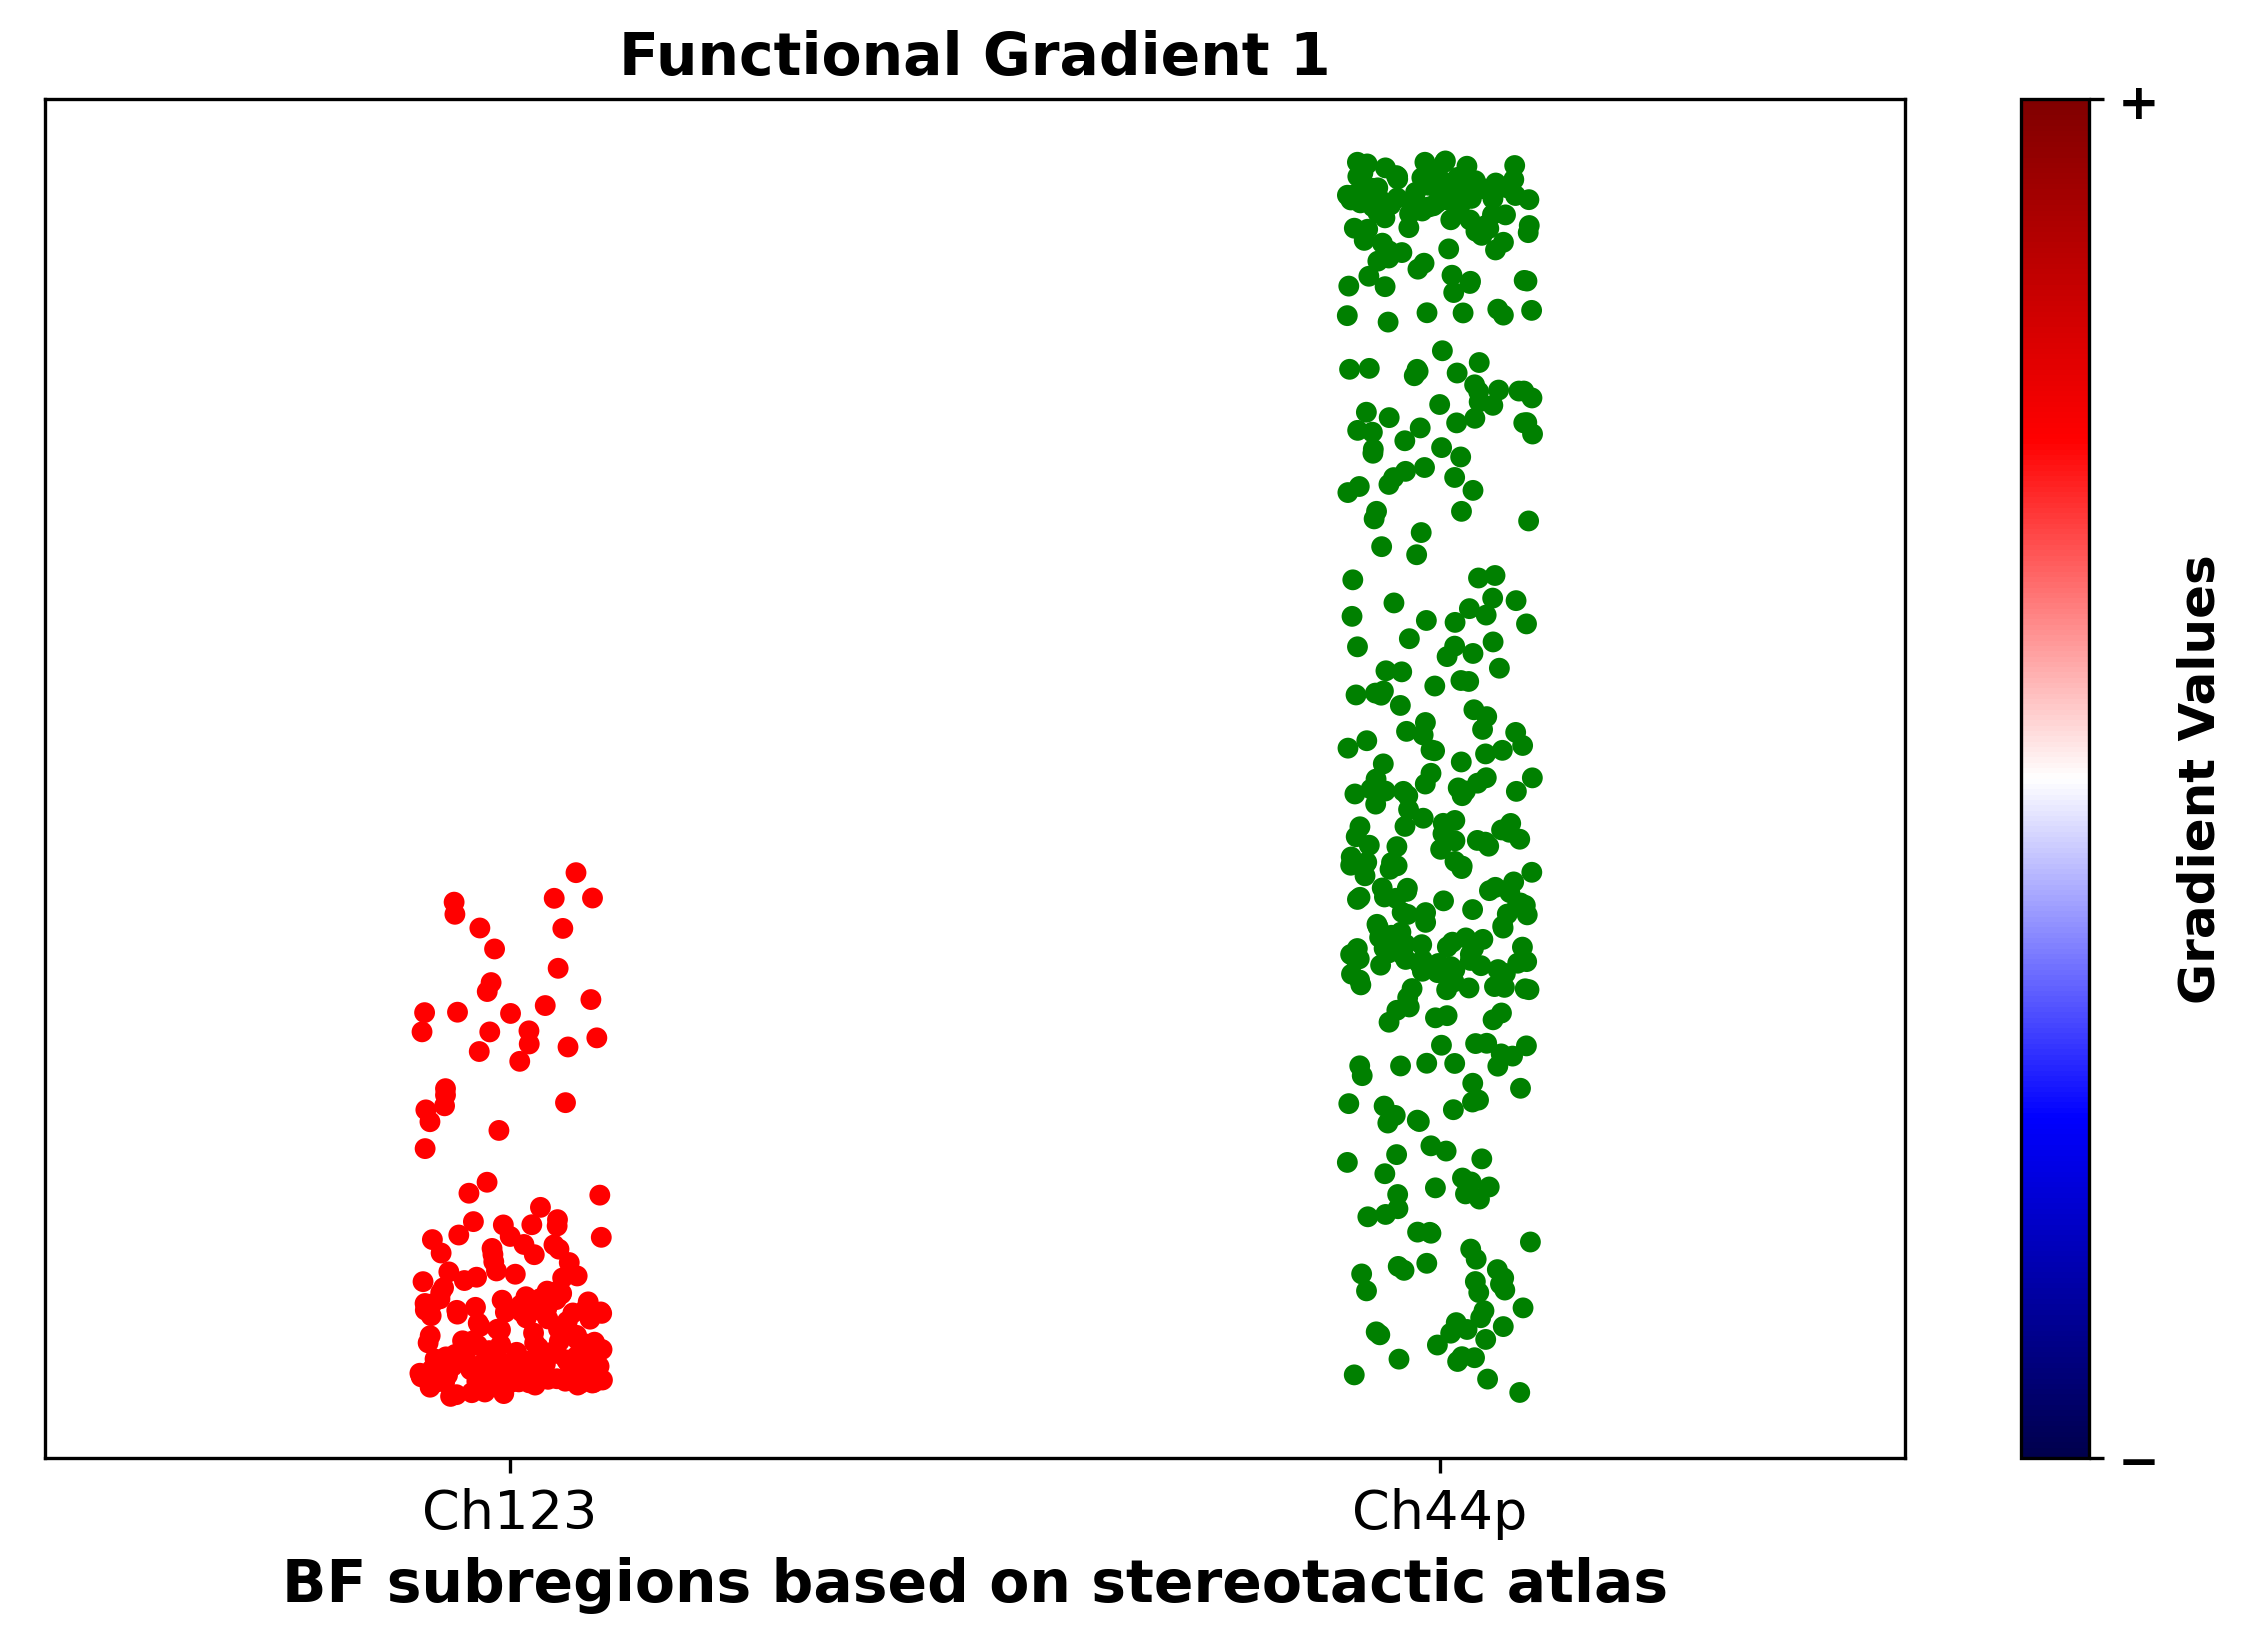 Functional Gradient 1
+
Gradient Values
−
Ch123
Ch44p
BF subregions based on stereotactic atlas